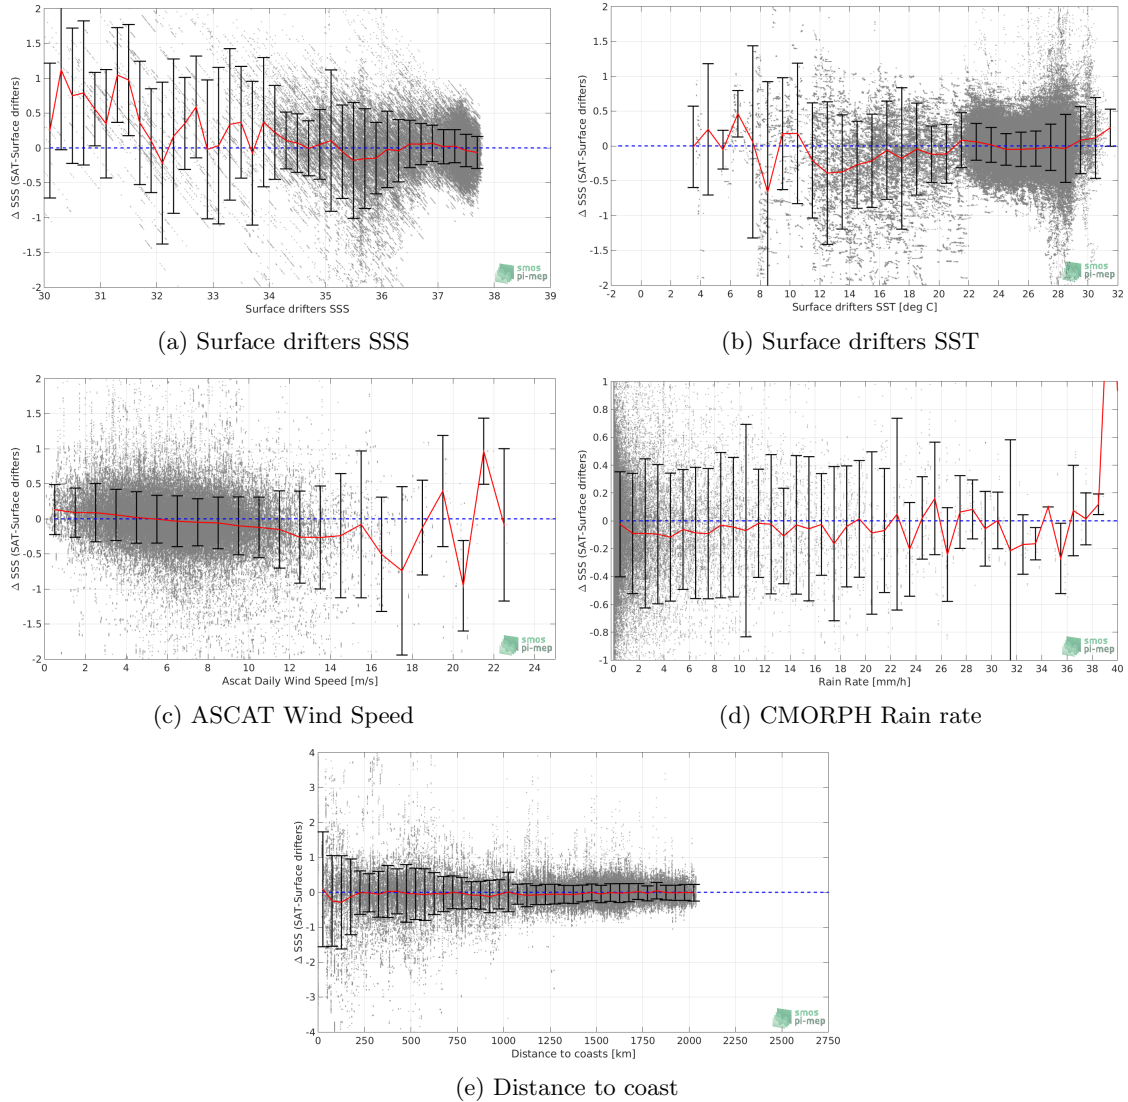 Δ SSS (SAT-Surface drifters)
2
1.5
1
0.5
0
-0.5
-1
-1.5
-2
30 31 32 33 34 35 36 37 38 39
Surface drifters SSS
smos
pi-mep
(a) Surface drifters SSS
Δ SSS (SAT-Surface drifters)
2
1.5
1
0.5
0
-0.5
-1
-1.5
-2
-2 0 2 4 6 8 10 12 14 16 18 20 22 24 26 28 30 32
Surface drifters SST [deg C]
smos
pi-mep
(b) Surface drifters SST
Δ SSS (SAT-Surface drifters)
2
1.5
1
0.5
0
-0.5
-1
-1.5
-2
0 2 4 6 8 10 12 14 16 18 20 22 24
Ascat Daily Wind Speed [m/s]
smos
pi-mep
(c) ASCAT Wind Speed
Δ SSS (SAT-Surface drifters)
1
0.8
0.6
0.4
0.2
0
-0.2
-0.4
-0.6
-0.8
-1
0 2 4 6 8 10 12 14 16 18 20 22 24 26 28 30 32 34 36 38 40
Rain Rate [mm/h]
smos
pi-mep
(d) CMORPH Rain rate
Δ SSS (SAT-Surface drifters)
4
3
2
1
0
-1
-2
-3
-4
0 250 500 750 1000 1250 1500 1750 2000 2250 2500 2750
Distance to coasts [km]
smos
pi-mep
(e) Distance to coast